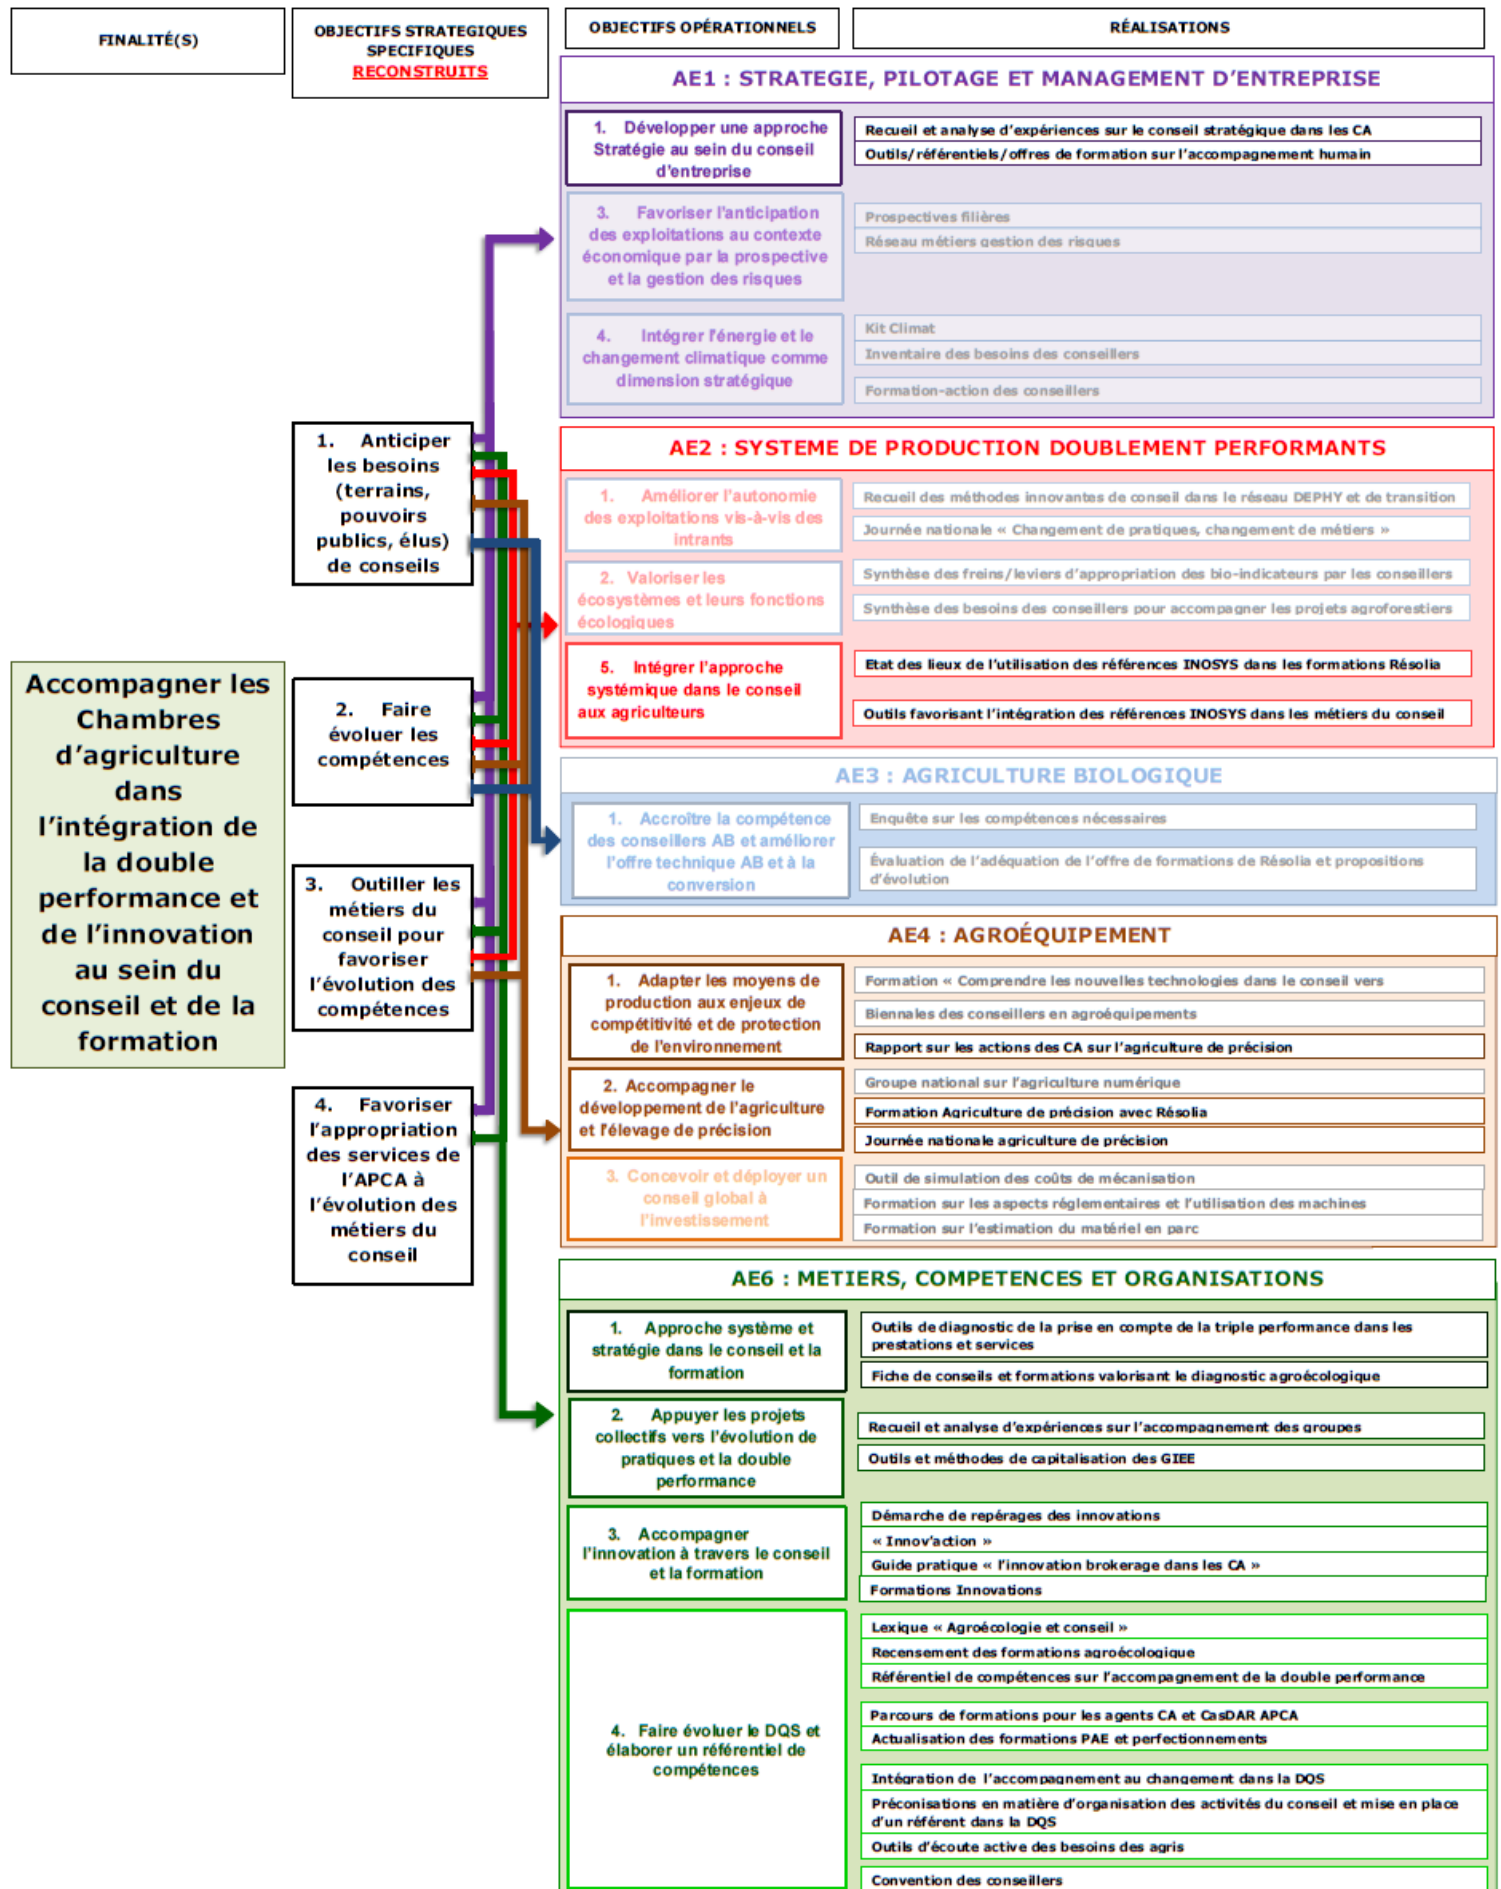 FINALITÉ(S)
OBJECTIFS STRATEGIQUES
SPECIFIQUES
RECONSTRUITS
OBJECTIFS OPÉRATIONNELS
RÉALISATIONS
Accompagner les
Chambres
d’agriculture
dans
l’intégration de
la double
performance et
de l’innovation
au sein du
conseil et de la
formation
1. Anticiper
les besoins
(terrains,
pouvoirs
publics, élus)
de conseils
2. Faire
évoluer les
compétences
3. Outiller les
métiers du
conseil pour
favoriser
l’évolution des
compétences
4. Favoriser
l’appropriation
des services de
l’APCA à
l’évolution des
métiers du
conseil
AE1 : STRATEGIE, PILOTAGE ET MANAGEMENT D’ENTREPRISE
1. Développer une approche
Stratégie au sein du conseil
d’entreprise
Recueil et analyse d’expériences sur le conseil stratégique dans les CA
Outils/référentiels/offres de formation sur l’accompagnement humain
3. Favoriser l’anticipation
des exploitations au contexte
économique par la prospective
et la gestion des risques
Prospectives filières
Réseau métiers gestion des risques
4. Intégrer l’énergie et le
changement climatique comme
dimension stratégique
Kit Climat
Inventaire des besoins des conseillers
Formation-action des conseillers
AE2 : SYSTEME DE PRODUCTION DOUBLEMENT PERFORMANTS
1. Améliorer l’autonomie
des exploitations vis-à-vis des
intrants
Recueil des méthodes innovantes de conseil dans le réseau DEPHY et de transition
Journée nationale « Changement de pratiques, changement de métiers »
2. Valoriser les
écosystèmes et leurs fonctions
écologiques
Synthèse des freins/leviers d’appropriation des bio-indicateurs par les conseillers
Synthèse des besoins des conseillers pour accompagner les projets agroforestiers
5. Intégrer l’approche
systémique dans le conseil
aux agriculteurs
Etat des lieux de l’utilisation des références INOSYS dans les formations Résolia
Outils favorisant l’intégration des références INOSYS dans les métiers du conseil
AE3 : AGRICULTURE BIOLOGIQUE
1. Accroître la compétence
des conseillers AB et améliorer
l’offre technique AB et à la
conversion
Enquête sur les compétences nécessaires
Évaluation de l’adéquation de l’offre de formations de Résolia et propositions
d’évolution
AE4 : AGROÉQUIPEMENT
1. Adapter les moyens de
production aux enjeux de
compétitivité et de protection
de l’environnement
Formation « Comprendre les nouvelles technologies dans le conseil vers
Biennales des conseillers en agroéquipements
Rapport sur les actions des CA sur l’agriculture de précision
2. Accompagner le
développement de l’agriculture
et l’élevage de précision
Groupe national sur l’agriculture numérique
Formation Agriculture de précision avec Résolia
Journée nationale agriculture de précision
3. Concevoir et déployer un
conseil global à
l’investissement
Outil de simulation des coûts de mécanisation
Formation sur les aspects réglementaires et l’utilisation des machines
Formation sur l’estimation du matériel en parc
AE6 : METIERS, COMPETENCES ET ORGANISATIONS
1. Approche système et
stratégie dans le conseil et la
formation
Outils de diagnostic de la prise en compte de la triple performance dans les
prestations et services
Fiche de conseils et formations valorisant le diagnostic agroécologique
2. Appuyer les projets
collectifs vers l’évolution de
pratiques et la double
performance
Recueil et analyse d’expériences sur l’accompagnement des groupes
Outils et méthodes de capitalisation des GIEE
3. Accompagner
l’innovation à travers le conseil
et la formation
Démarche de repérages des innovations
« Innov’action »
Guide pratique « l’innovation brokerage dans les CA »
Formations Innovations
4. Faire évoluer le DQS et
élaborer un référentiel de
compétences
Lexique « Agroécologie et conseil »
Recensement des formations agroécologique
Référentiel de compétences sur l’accompagnement de la double performance
Parcours de formations pour les agents CA et CasDAR APCA
Actualisation des formations PAE et perfectionnements
Intégration de l’accompagnement au changement dans la DQS
Préconisations en matière d’organisation des activités du conseil et mise en place
d’un référent dans la DQS
Outils d’écoute active des besoins des agris
Convention des conseillers